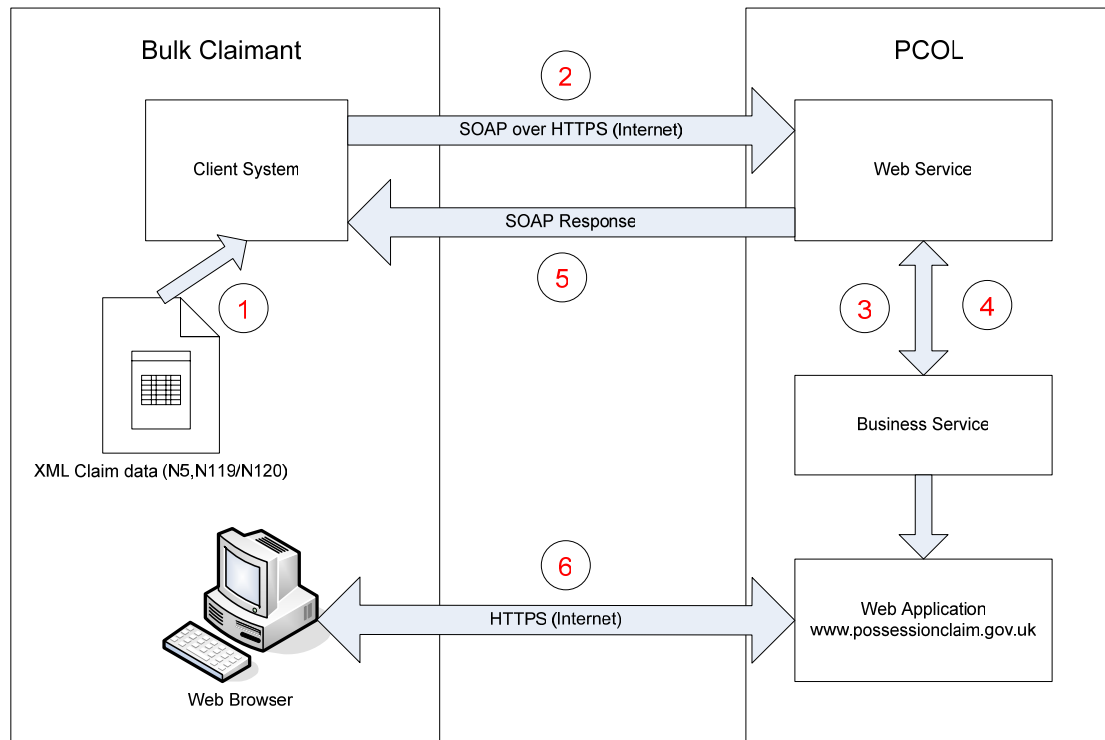 Bulk Claimant
PCOL
2
SOAP over HTTPS (Internet)
Client System
Web Service
SOAP Response
5
1
3
4
XML Claim data (N5,N119/N120)
Business Service
6
HTTPS (Internet)
Web Application
www.possessionclaim.gov.uk
Web Browser